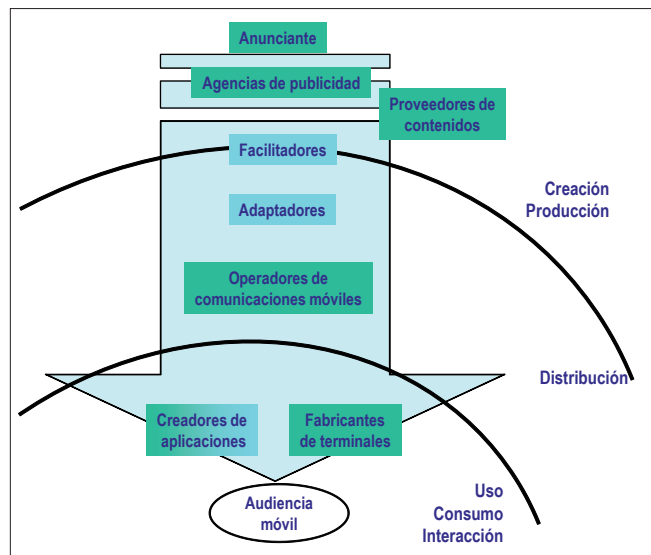 Anunciante
Agencias de publicidad
Proveedores de
contenidos
Facilitadores
Creación
Producción
Adaptadores
Operadores de
comunicaciones móviles
Distribución
Creadores de
aplicaciones
Fabricantes
de terminales
Audiencia
móvil
Uso
Consumo
Interacción